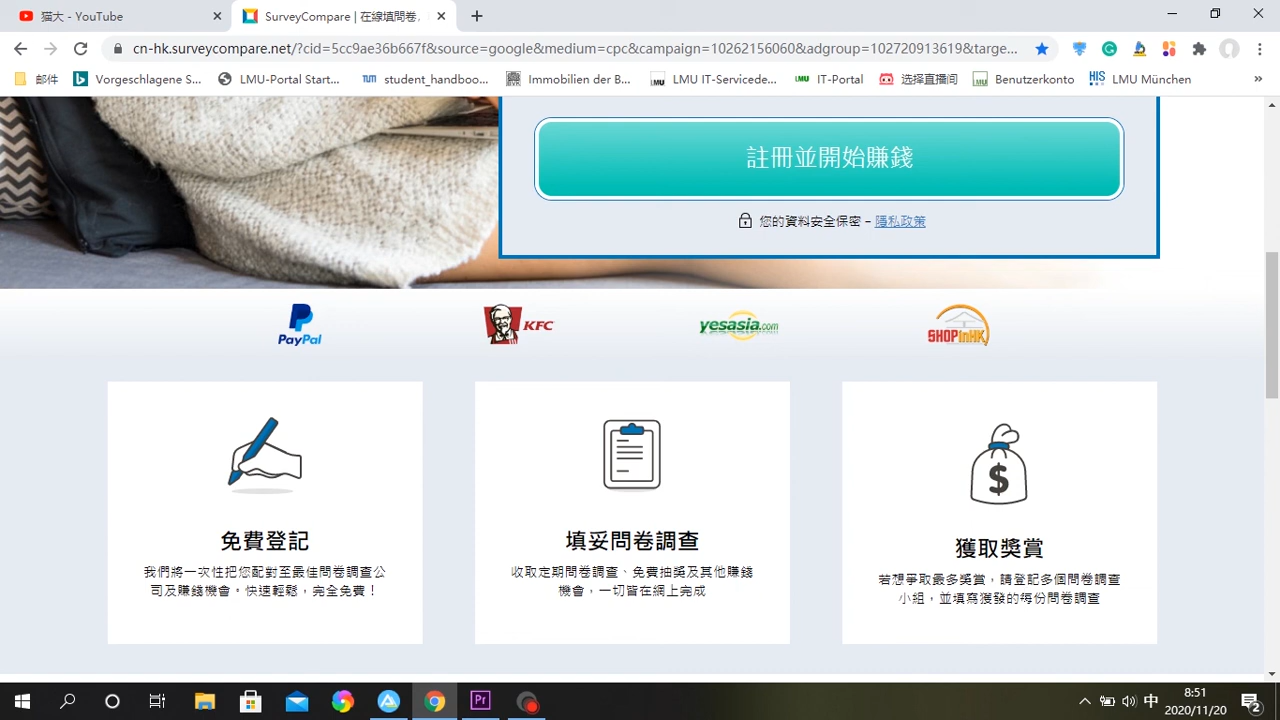 猫大 - YouTube
SurveyCompare | 在線填問卷,
cn-hk.surveycompare.net/?cid=5cc9ae36b667f&source=google&medium=cpc&campaign=10262156060&adgroup=102720913619&targe...
邮件
Vorgeschlagene S...
LMU-Portal Start...
TUM student_handboo...
Immobilien der B...
LMU LMU IT-Servicede...
LMU IT-Portal
选择直播间
LMU Benutzerkonto
HIS LMU München
»
註冊並開始賺錢
您的資料安全保密 – 隱私政策
PayPal
KFC
yesasia.com
SHOPinHK
免費登記
我們將一次性把您配對至最佳問卷調查公
司及賺錢機會。快速輕鬆,完全免費!
填妥問卷調查
收取定期問卷調查、免費抽獎及其他賺錢
機會,一切皆在網上完成
$
獲取獎賞
若想爭取最多獎賞,請登記多個問卷調查
小組,並填寫獲發的每份問卷調查
Pr
中
8:51
2020/11/20
2